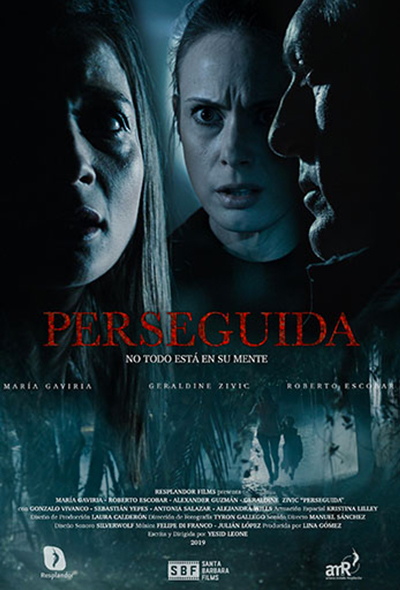 PERSEGUIDA
NO TODO ESTÁ EN SU MENTE
MARÍA GAVIRIA GERALDINE ZIVIC ROBERTO ESCOBAR
RESPLANDOR FILMS presenta
MARÍA GAVIRIA - ROBERTO ESCOBAR - ALEXANDER GUZMÁN - GERALDINE ZIVIC "PERSEGUIDA"
con GONZALO VIVANCO - SEBASTIÁN YEPES - ANTONIA SALAZAR - ALEJANDRA WILLS Actuación Especial KRISTINA LILLEY
Diseño de Producción LAURA CALDERÓN Dirección de Fotografía TYRON GALLEGO Sonido Directo MANUEL SÁNCHEZ
Diseño Sonoro SILVERWOLF Música FELIPE DI FRANCO - JULIÁN LÓPEZ Producida por LINA GÓMEZ
Escrita y Dirigida por YESID LEONE
2019
Resplandor
SBF SANTA BARBARA FILMS
amR